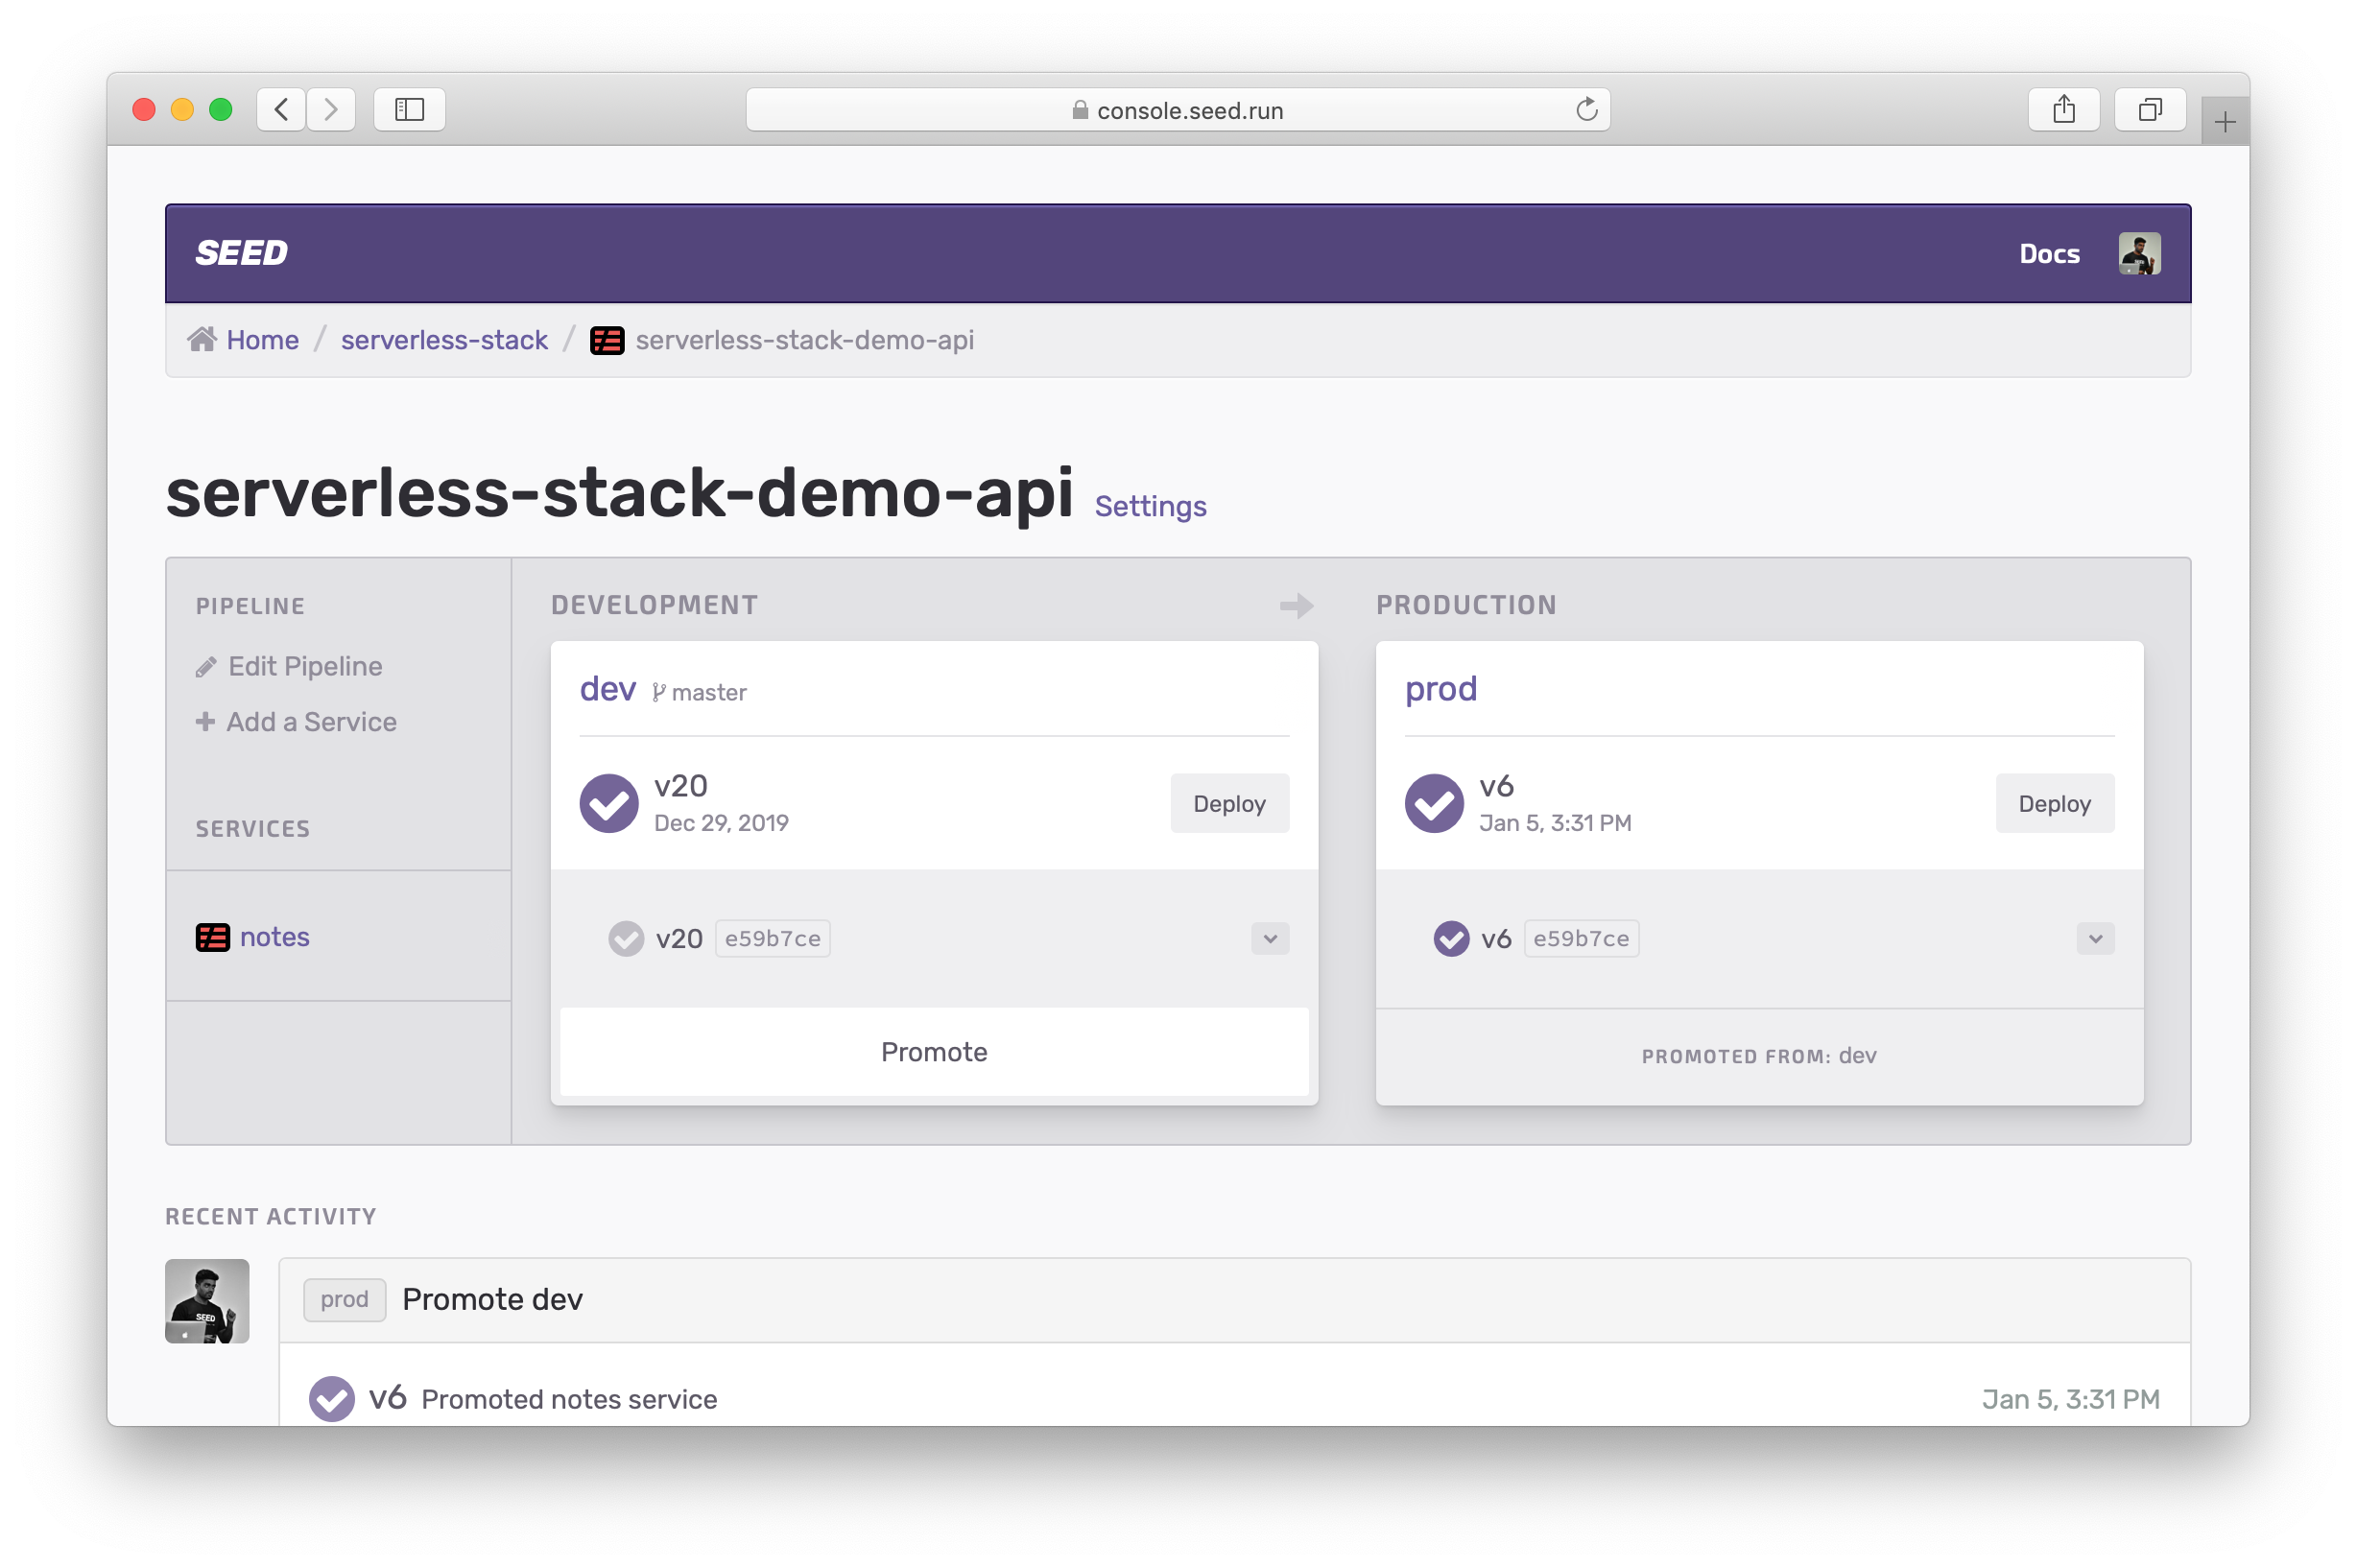 console.seed.run
SEED
Docs
Home / serverless-stack / serverless-stack-demo-api
serverless-stack-demo-api Settings
PIPELINE
Edit Pipeline
Add a Service
SERVICES
notes
DEVELOPMENT
dev master
v20
Dec 29, 2019
Deploy
v20 e59b7ce
Promote
PRODUCTION
prod
v6
Jan 5, 3:31 PM
Deploy
v6 e59b7ce
PROMOTED FROM: dev
RECENT ACTIVITY
SEED
prod Promote dev
v6 Promoted notes service Jan 5, 3:31 PM